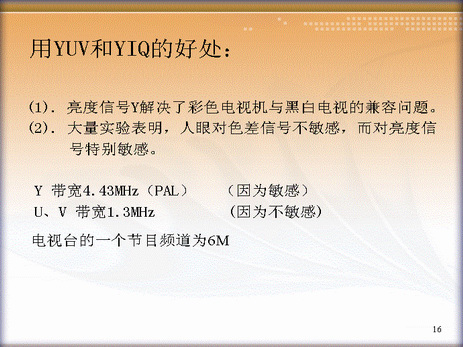 用YUV和YIQ的好处：
(1). 亮度信号Y解决了彩色电视机与黑白电视的兼容问题。
(2). 大量实验表明，人眼对色差信号不敏感，而对亮度信
号特别敏感。
Y 带宽4.43MHz（PAL） （因为敏感）
U、V 带宽1.3MHz (因为不敏感)
电视台的一个节目频道为6M
16